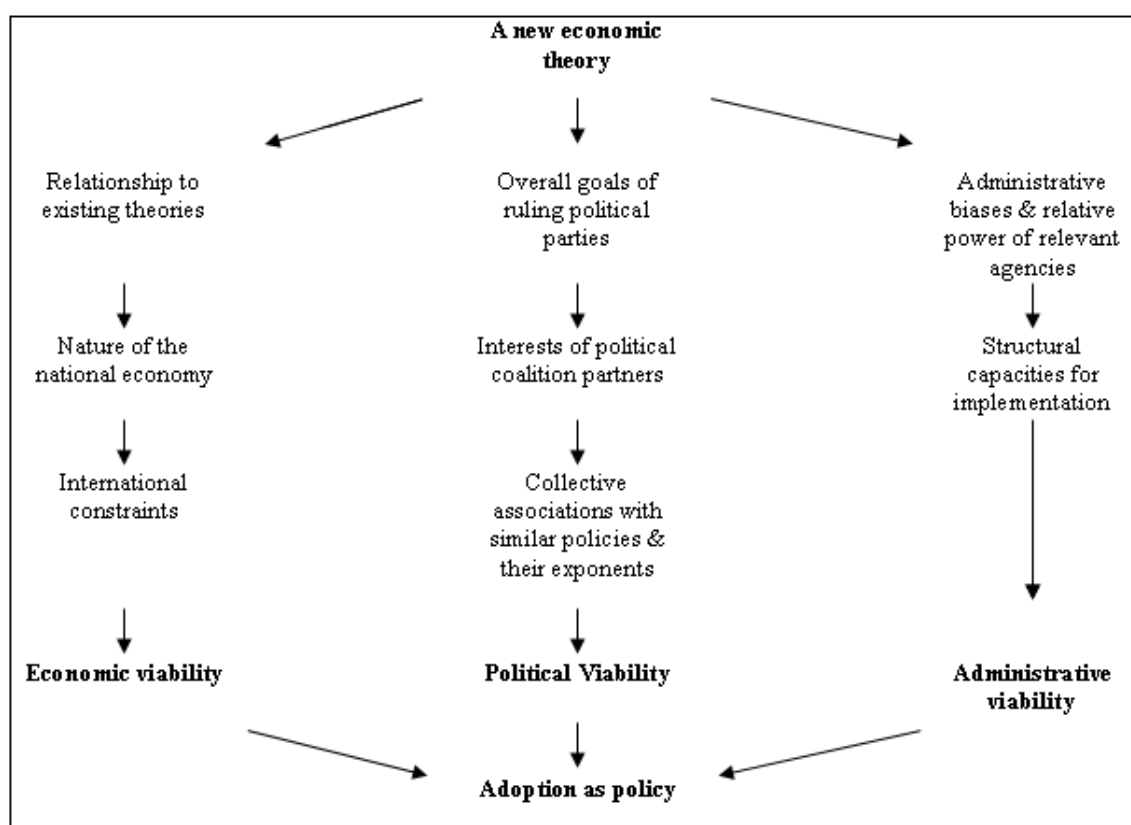 A new economic
theory
Relationship to
existing theories
Overall goals of
ruling political
parties
Administrative
biases & relative
power of relevant
agencies
Nature of the
national economy
Interests of political
coalition partners
Structural
capacities for
implementation
International
constraints
Collective
associations with
similar policies &
their exponents
Economic viability
Political Viability
Administrative
viability
Adoption as policy